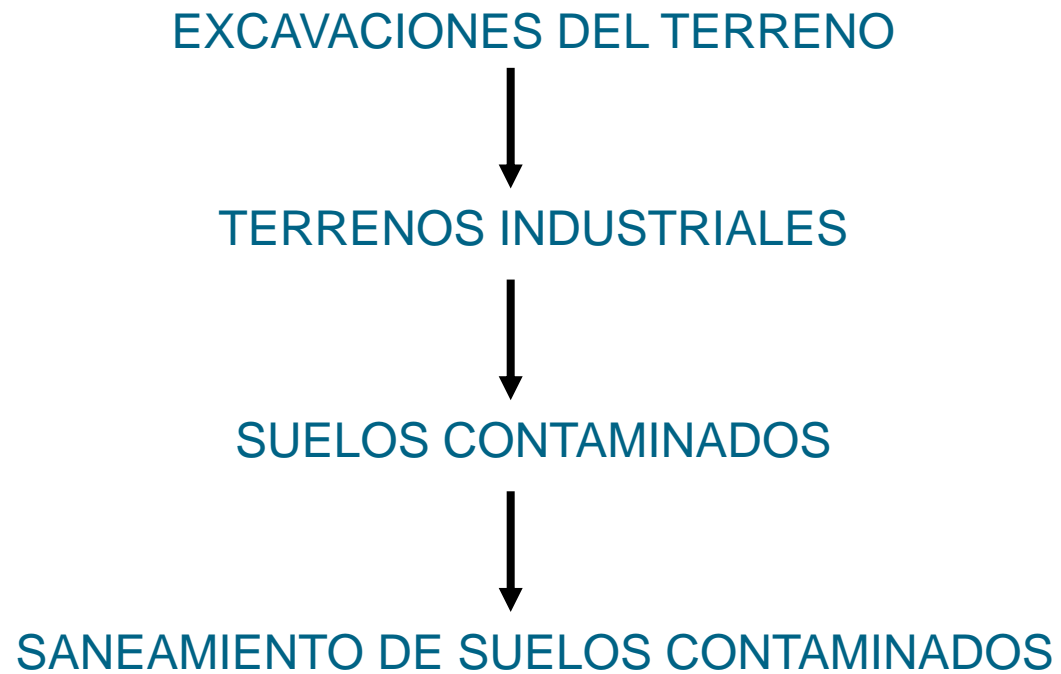 EXCAVACIONES DEL TERRENO
TERRENOS INDUSTRIALES
SUELOS CONTAMINADOS
SANEAMIENTO DE SUELOS CONTAMINADOS